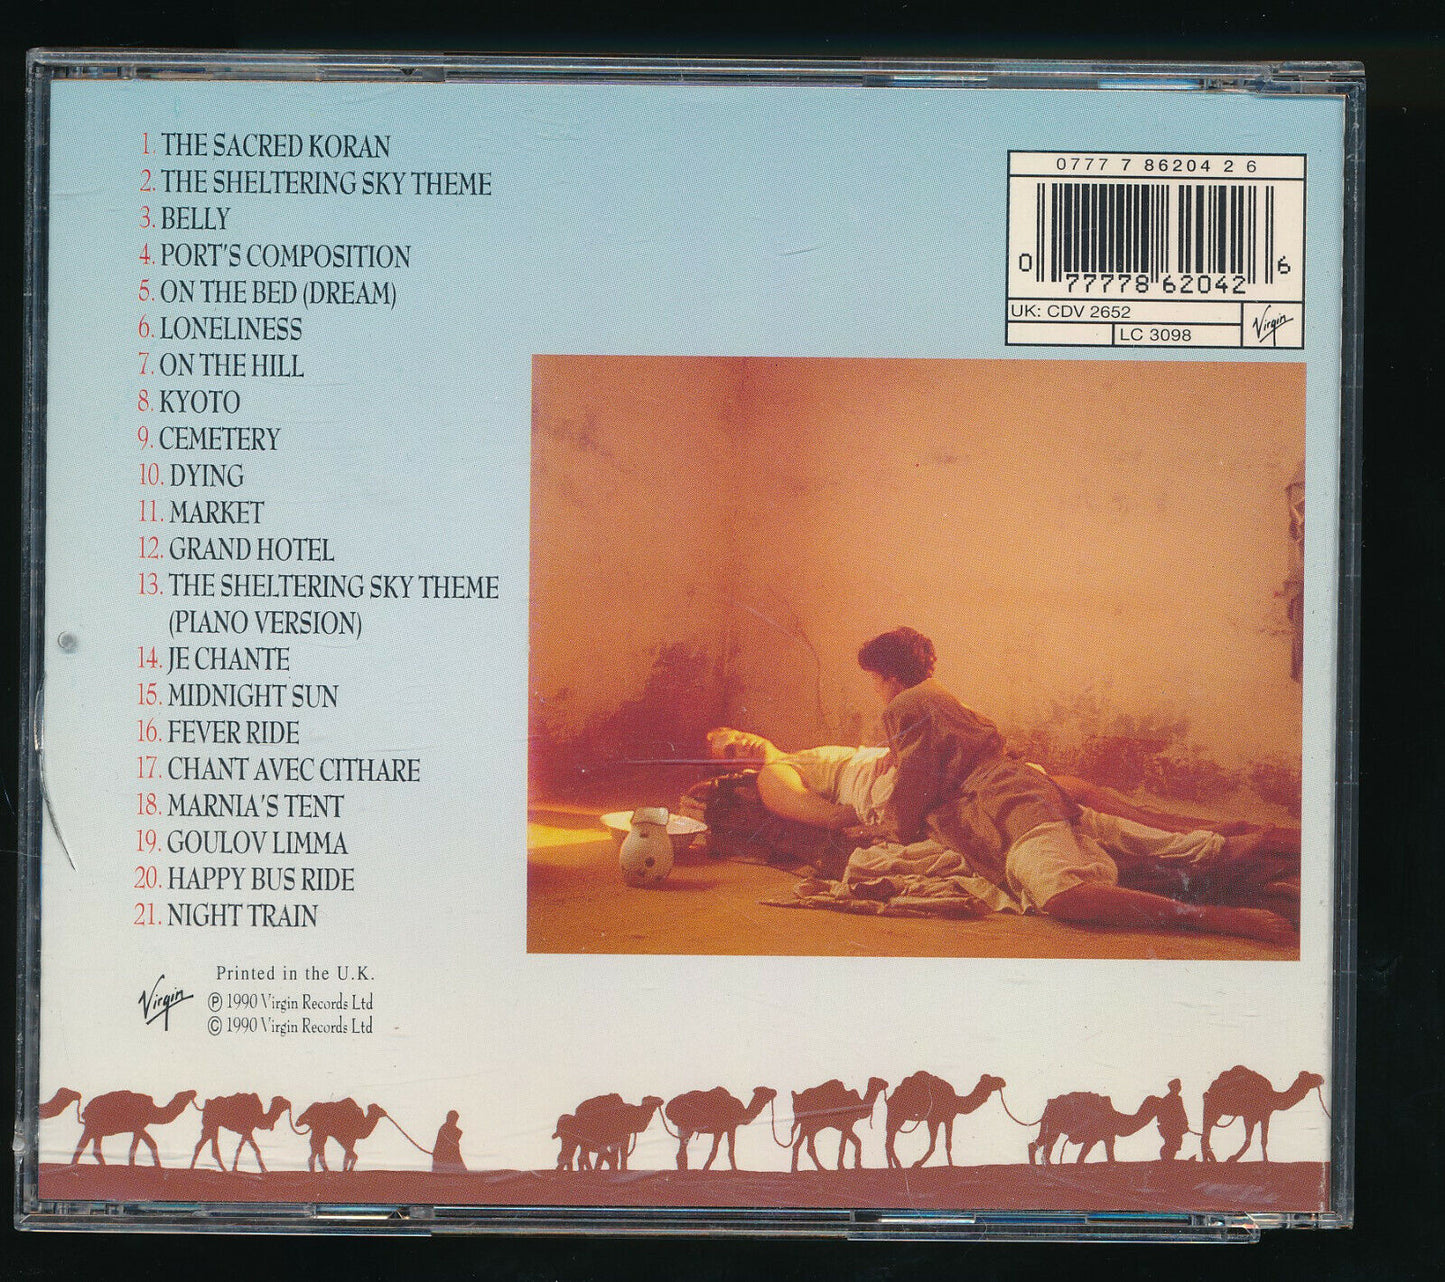 1. THE SACRED KORAN
2. THE SHELTERING SKY THEME
3. BELLY
4. PORT'S COMPOSITION
5. ON THE BED (DREAM)
6. LONELINESS
7. ON THE HILL
8. KYOTO
9. CEMETERY
10. DYING
11. MARKET
12. GRAND HOTEL
13. THE SHELTERING SKY THEME
(PIANO VERSION)
14. JE CHANTE
15. MIDNIGHT SUN
16. FEVER RIDE
17. CHANT AVEC CITHARE
18. MARNIA'S TENT
19. GOULOV LIMMA
20. HAPPY BUS RIDE
21. NIGHT TRAIN
Printed in the U.K.
Virgin
℗ 1990 Virgin Records Ltd
© 1990 Virgin Records Ltd
0777 7 86204 2 6
0 77778 62042 6
UK: CDV 2652
LC 3098
Virgin